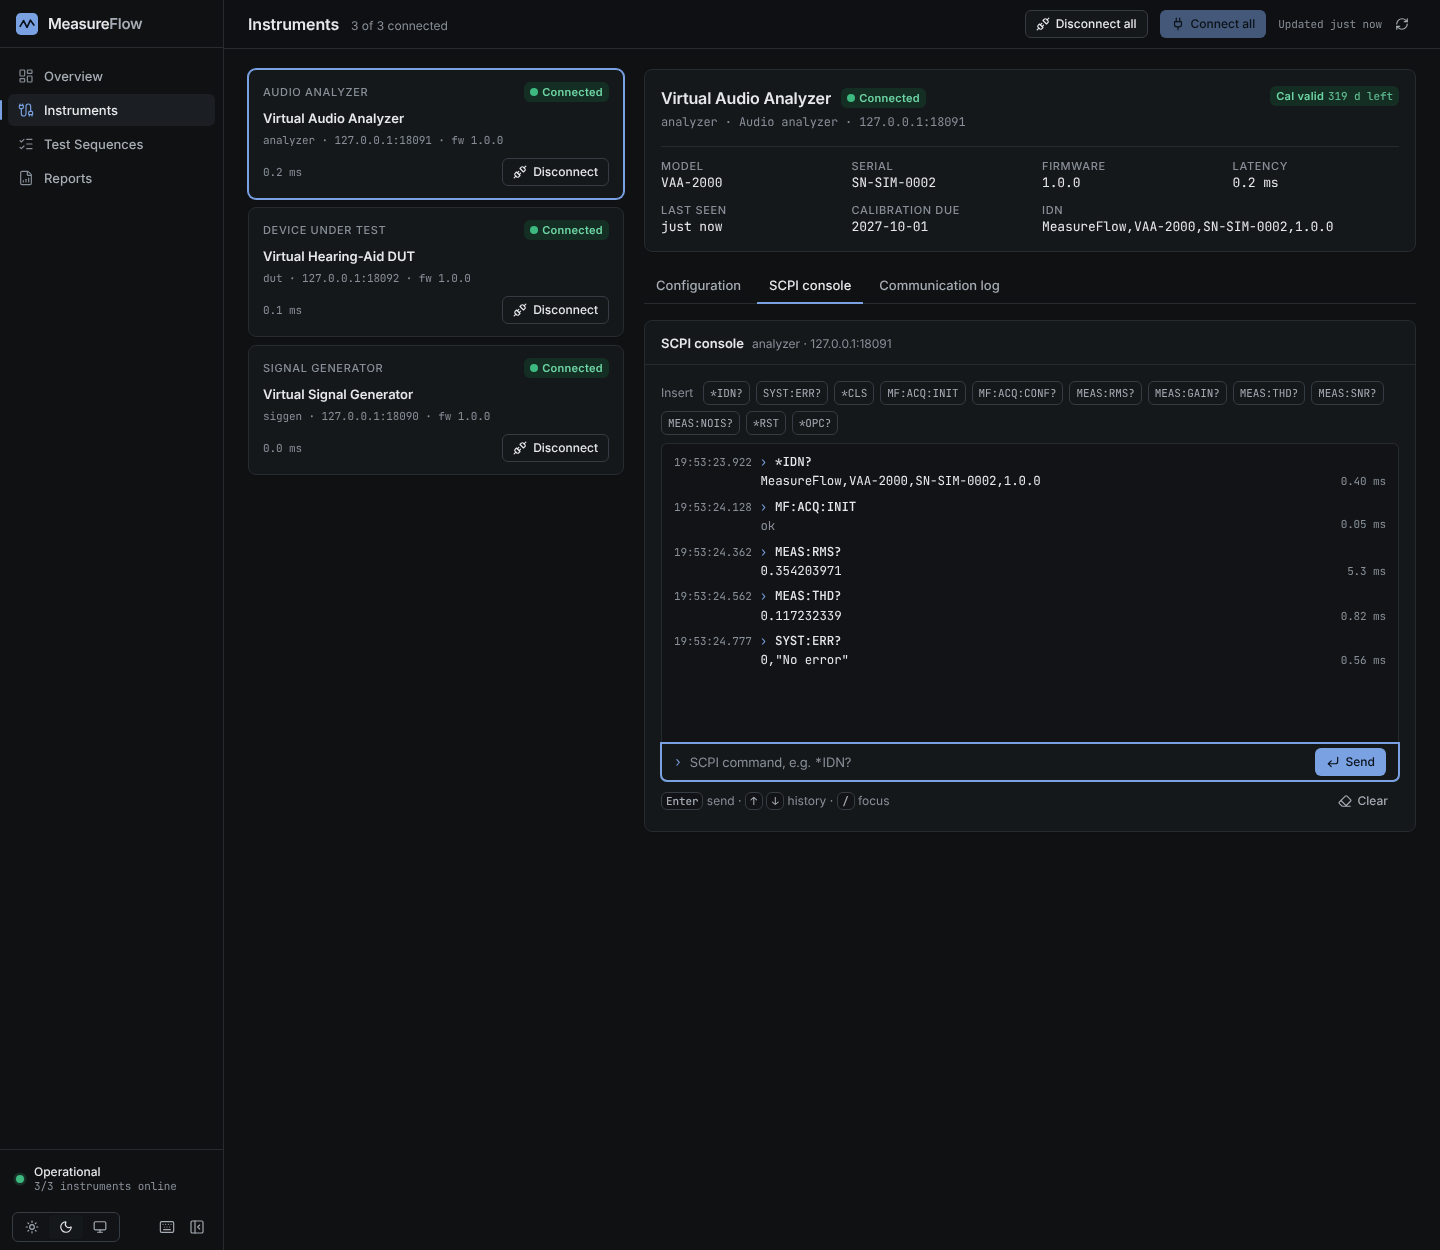 MeasureFlow
Overview
Instruments
Test Sequences
Reports
Operational
3/3 instruments online
Instruments 3 of 3 connected
Disconnect all
Connect all
Updated just now
AUDIO ANALYZER
Connected
Virtual Audio Analyzer
analyzer · 127.0.0.1:18091 · fw 1.0.0
0.2 ms
Disconnect
DEVICE UNDER TEST
Connected
Virtual Hearing-Aid DUT
dut · 127.0.0.1:18092 · fw 1.0.0
0.1 ms
Disconnect
SIGNAL GENERATOR
Connected
Virtual Signal Generator
siggen · 127.0.0.1:18090 · fw 1.0.0
0.0 ms
Disconnect
Virtual Audio Analyzer
Connected
Cal valid 319 d left
analyzer · Audio analyzer · 127.0.0.1:18091
MODEL SERIAL FIRMWARE LATENCY
VAA-2000 SN-SIM-0002 1.0.0 0.2 ms
LAST SEEN CALIBRATION DUE IDN
just now 2027-10-01 MeasureFlow,VAA-2000,SN-SIM-0002,1.0.0
Configuration SCPI console Communication log
SCPI console analyzer · 127.0.0.1:18091
Insert *IDN? SYST:ERR? *CLS MF:ACQ:INIT MF:ACQ:CONF? MEAS:RMS? MEAS:GAIN? MEAS:THD? MEAS:SNR?
MEAS:NOIS? *RST *OPC?
19:53:23.922 › *IDN?
MeasureFlow,VAA-2000,SN-SIM-0002,1.0.0 0.40 ms
19:53:24.128 › MF:ACQ:INIT
ok 0.05 ms
19:53:24.362 › MEAS:RMS?
0.354203971 5.3 ms
19:53:24.562 › MEAS:THD?
0.117232339 0.82 ms
19:53:24.777 › SYST:ERR?
0,"No error" 0.56 ms
› SCPI command, e.g. *IDN? Send
Enter send · ↑ ↓ history · / focus Clear